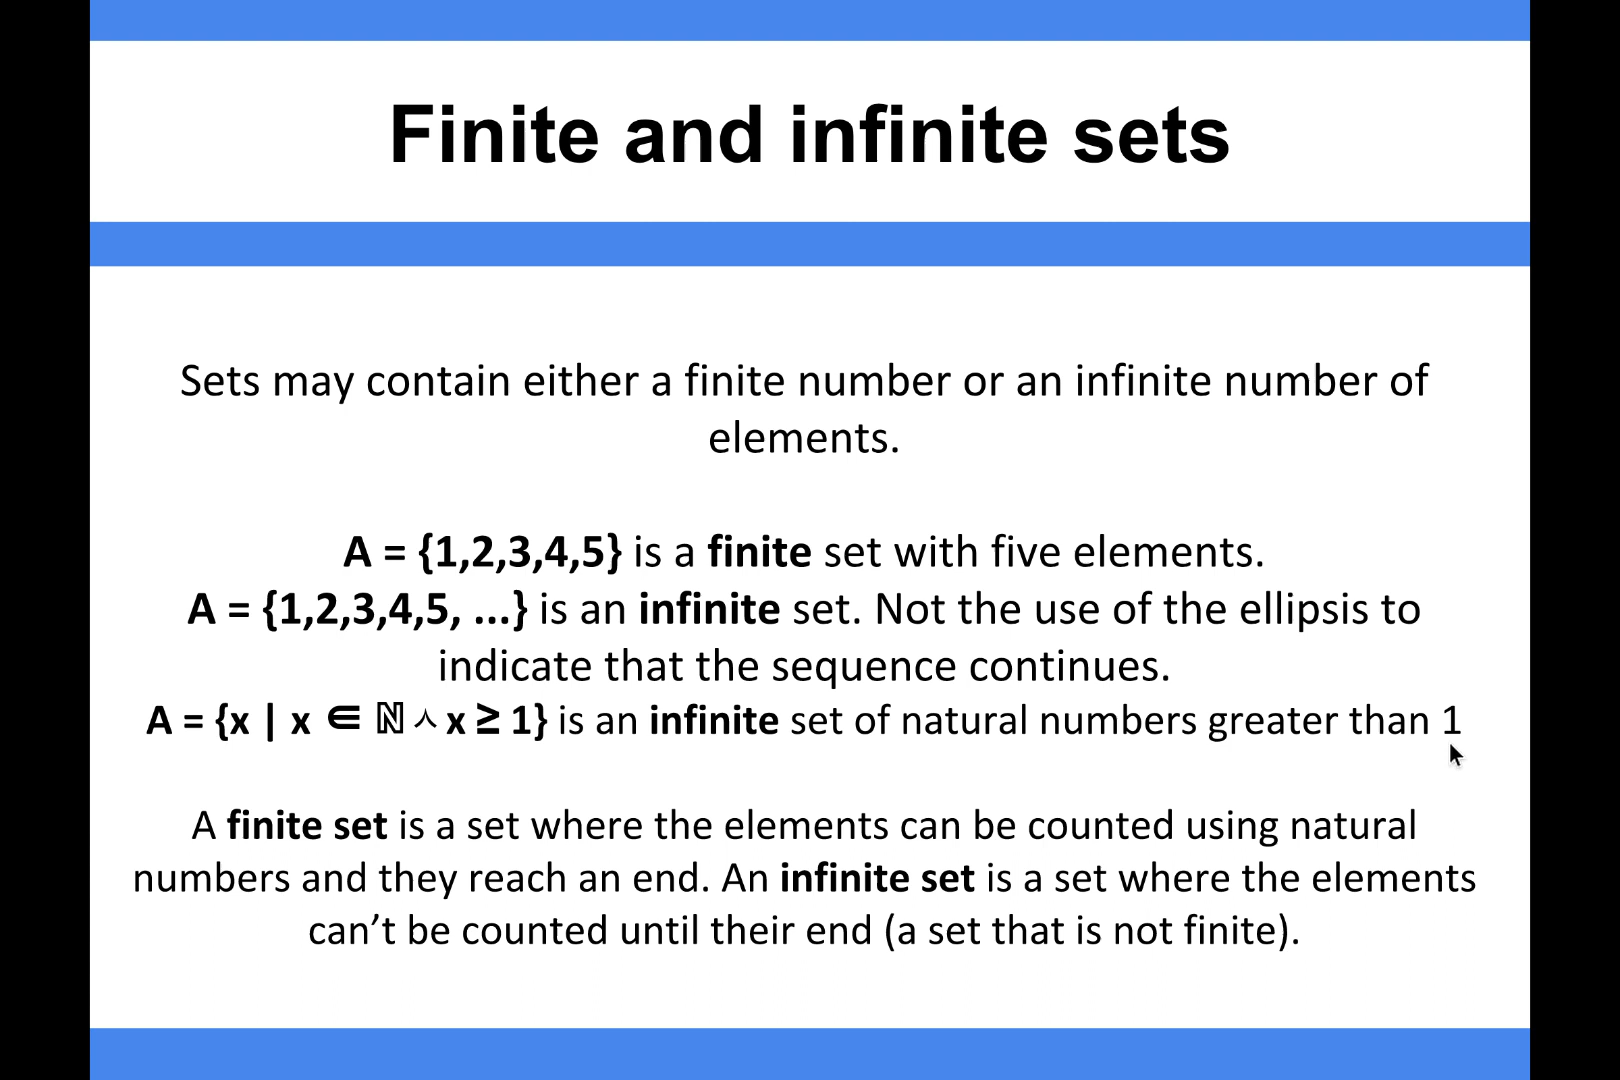 Finite and infinite sets
Sets may contain either a finite number or an infinite number of
elements.
A = {1,2,3,4,5} is a finite set with five elements.
A = {1,2,3,4,5, ...} is an infinite set. Not the use of the ellipsis to
indicate that the sequence continues.
A = {x | x ∈ ℕ ∧ x ≥ 1} is an infinite set of natural numbers greater than 1
A finite set is a set where the elements can be counted using natural
numbers and they reach an end. An infinite set is a set where the elements
can’t be counted until their end (a set that is not finite).